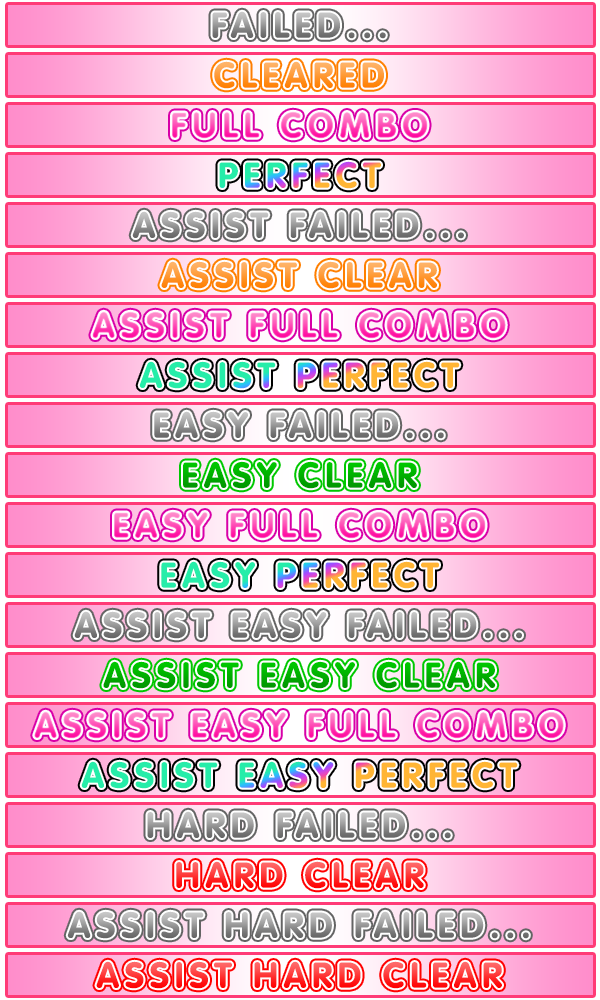 FAILED...
CLEARED
FULL COMBO
PERFECT
ASSIST FAILED...
ASSIST CLEAR
ASSIST FULL COMBO
ASSIST PERFECT
EASY FAILED...
EASY CLEAR
EASY FULL COMBO
EASY PERFECT
ASSIST EASY FAILED...
ASSIST EASY CLEAR
ASSIST EASY FULL COMBO
ASSIST EASY PERFECT
HARD FAILED...
HARD CLEAR
ASSIST HARD FAILED...
ASSIST HARD CLEAR